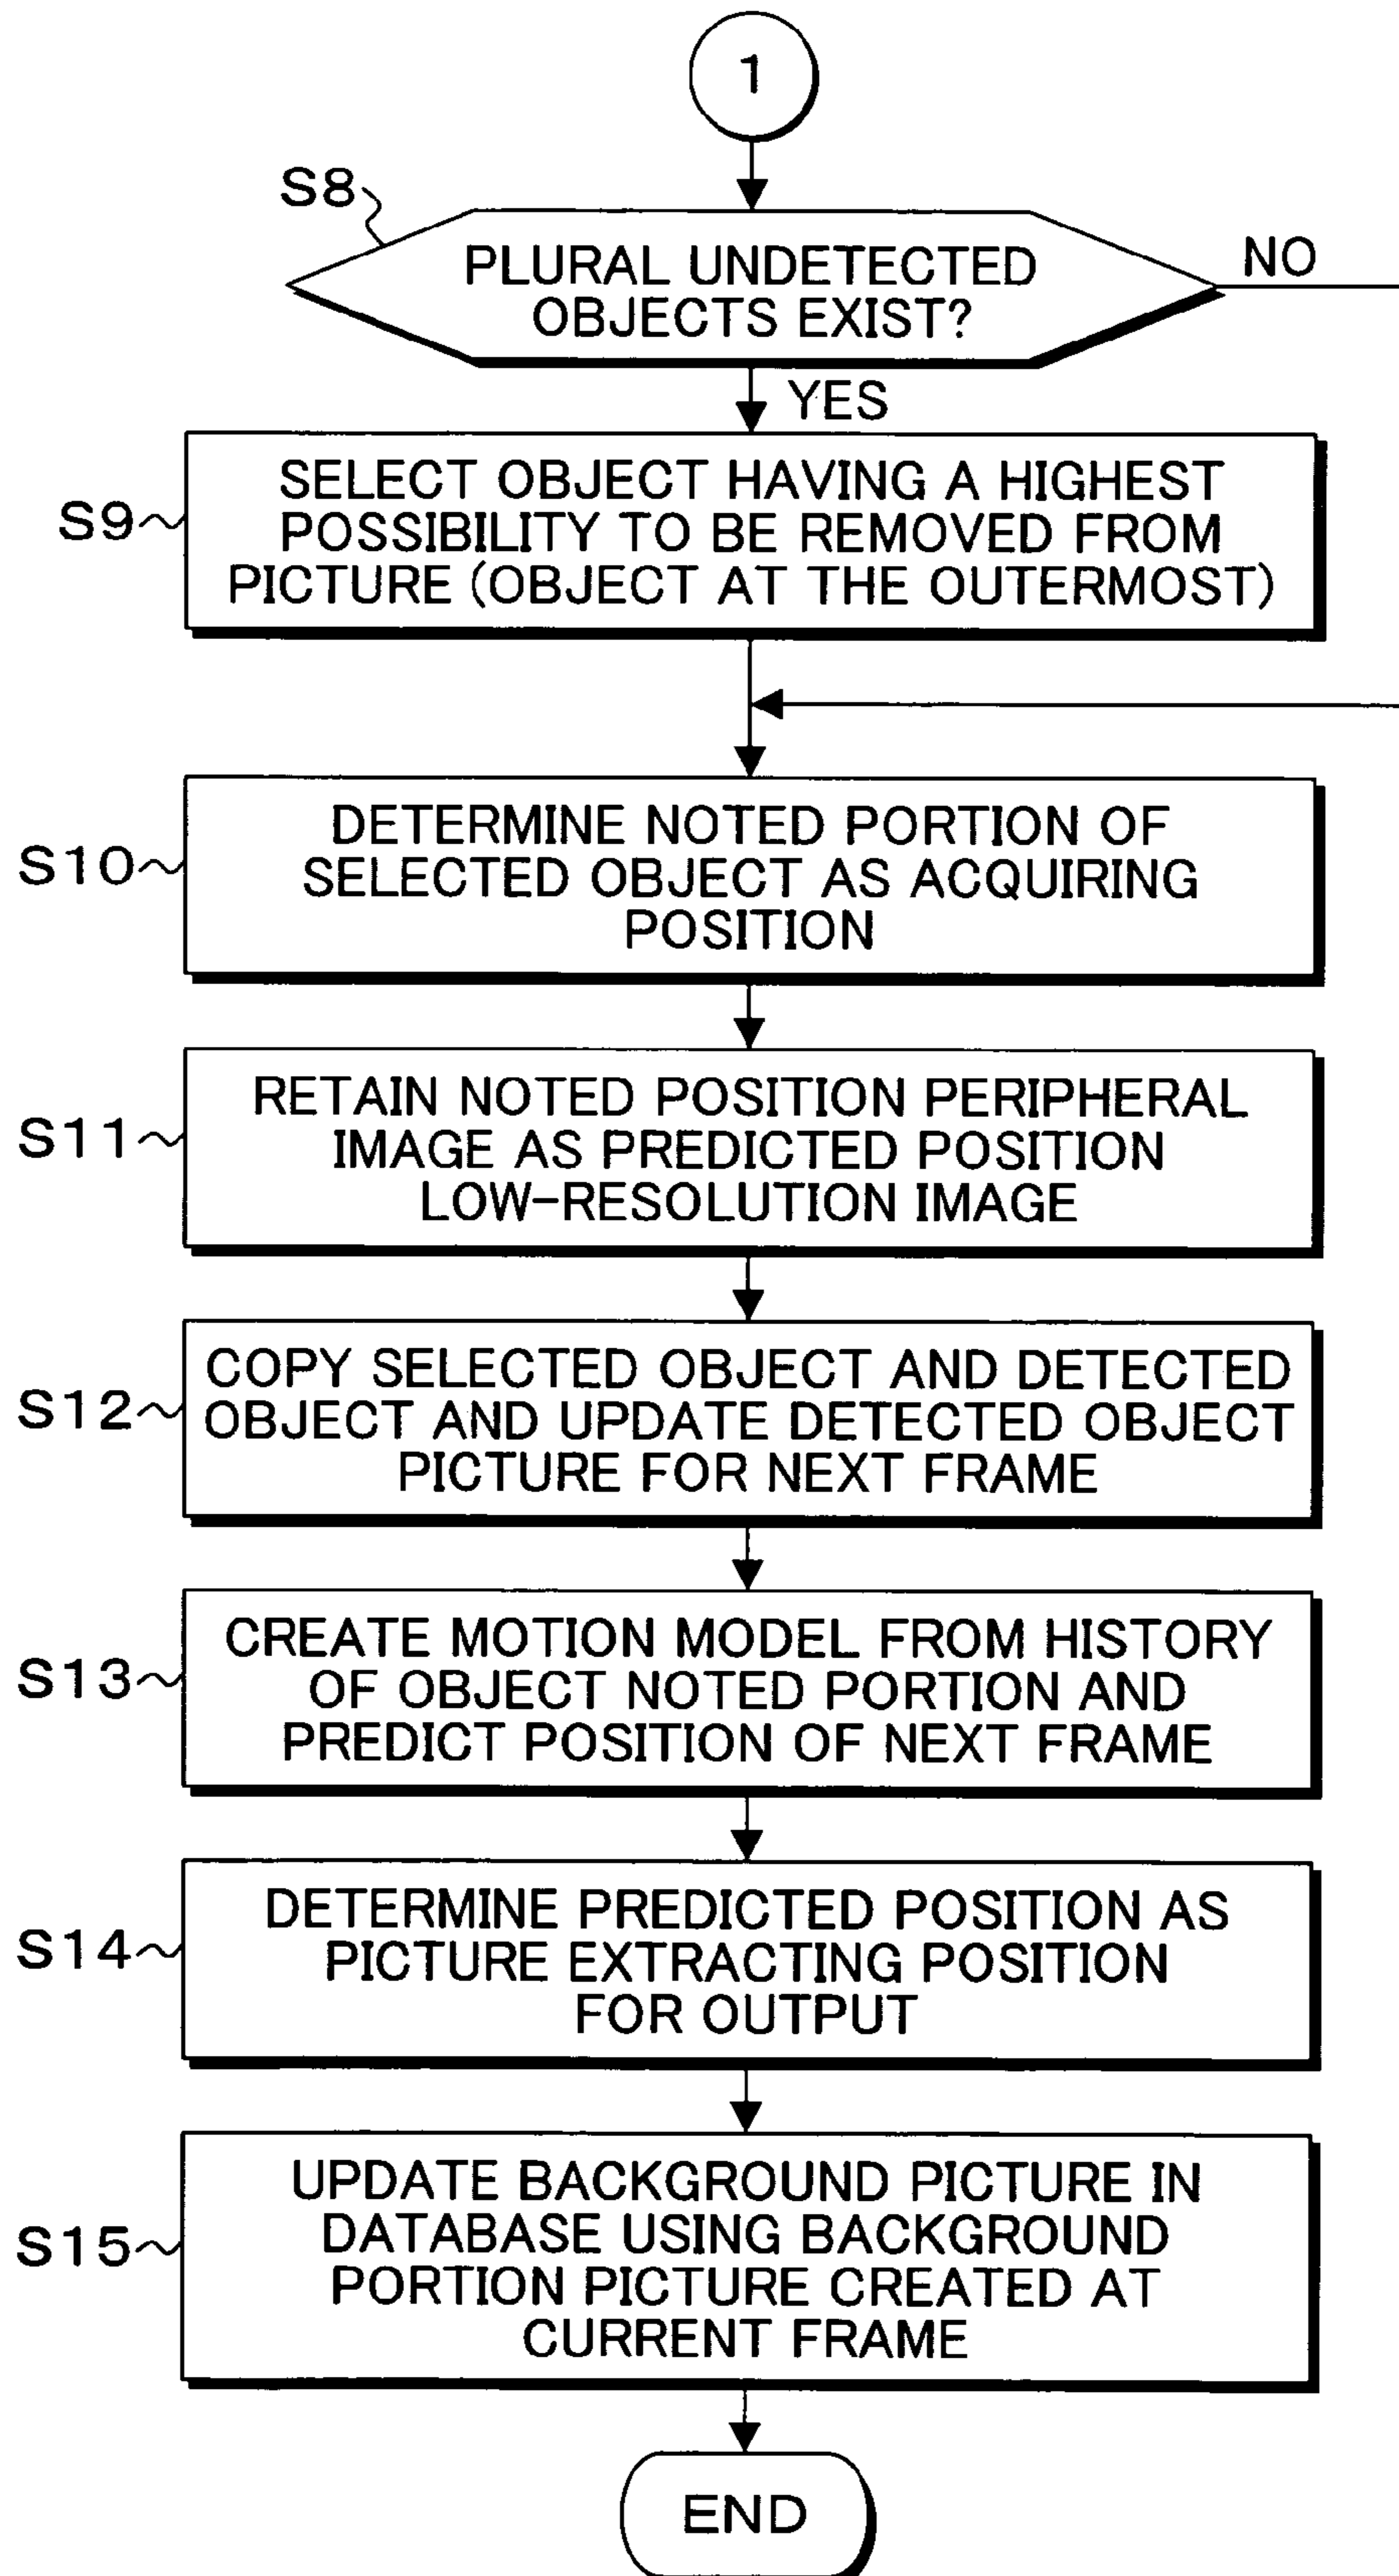 1
S8
PLURAL UNDETECTED
OBJECTS EXIST?
NO
YES
S9
SELECT OBJECT HAVING A HIGHEST
POSSIBILITY TO BE REMOVED FROM
PICTURE (OBJECT AT THE OUTERMOST)
S10
DETERMINE NOTED PORTION OF
SELECTED OBJECT AS ACQUIRING
POSITION
S11
RETAIN NOTED POSITION PERIPHERAL
IMAGE AS PREDICTED POSITION
LOW-RESOLUTION IMAGE
S12
COPY SELECTED OBJECT AND DETECTED
OBJECT AND UPDATE DETECTED OBJECT
PICTURE FOR NEXT FRAME
S13
CREATE MOTION MODEL FROM HISTORY
OF OBJECT NOTED PORTION AND
PREDICT POSITION OF NEXT FRAME
S14
DETERMINE PREDICTED POSITION AS
PICTURE EXTRACTING POSITION
FOR OUTPUT
S15
UPDATE BACKGROUND PICTURE IN
DATABASE USING BACKGROUND
PORTION PICTURE CREATED AT
CURRENT FRAME
END